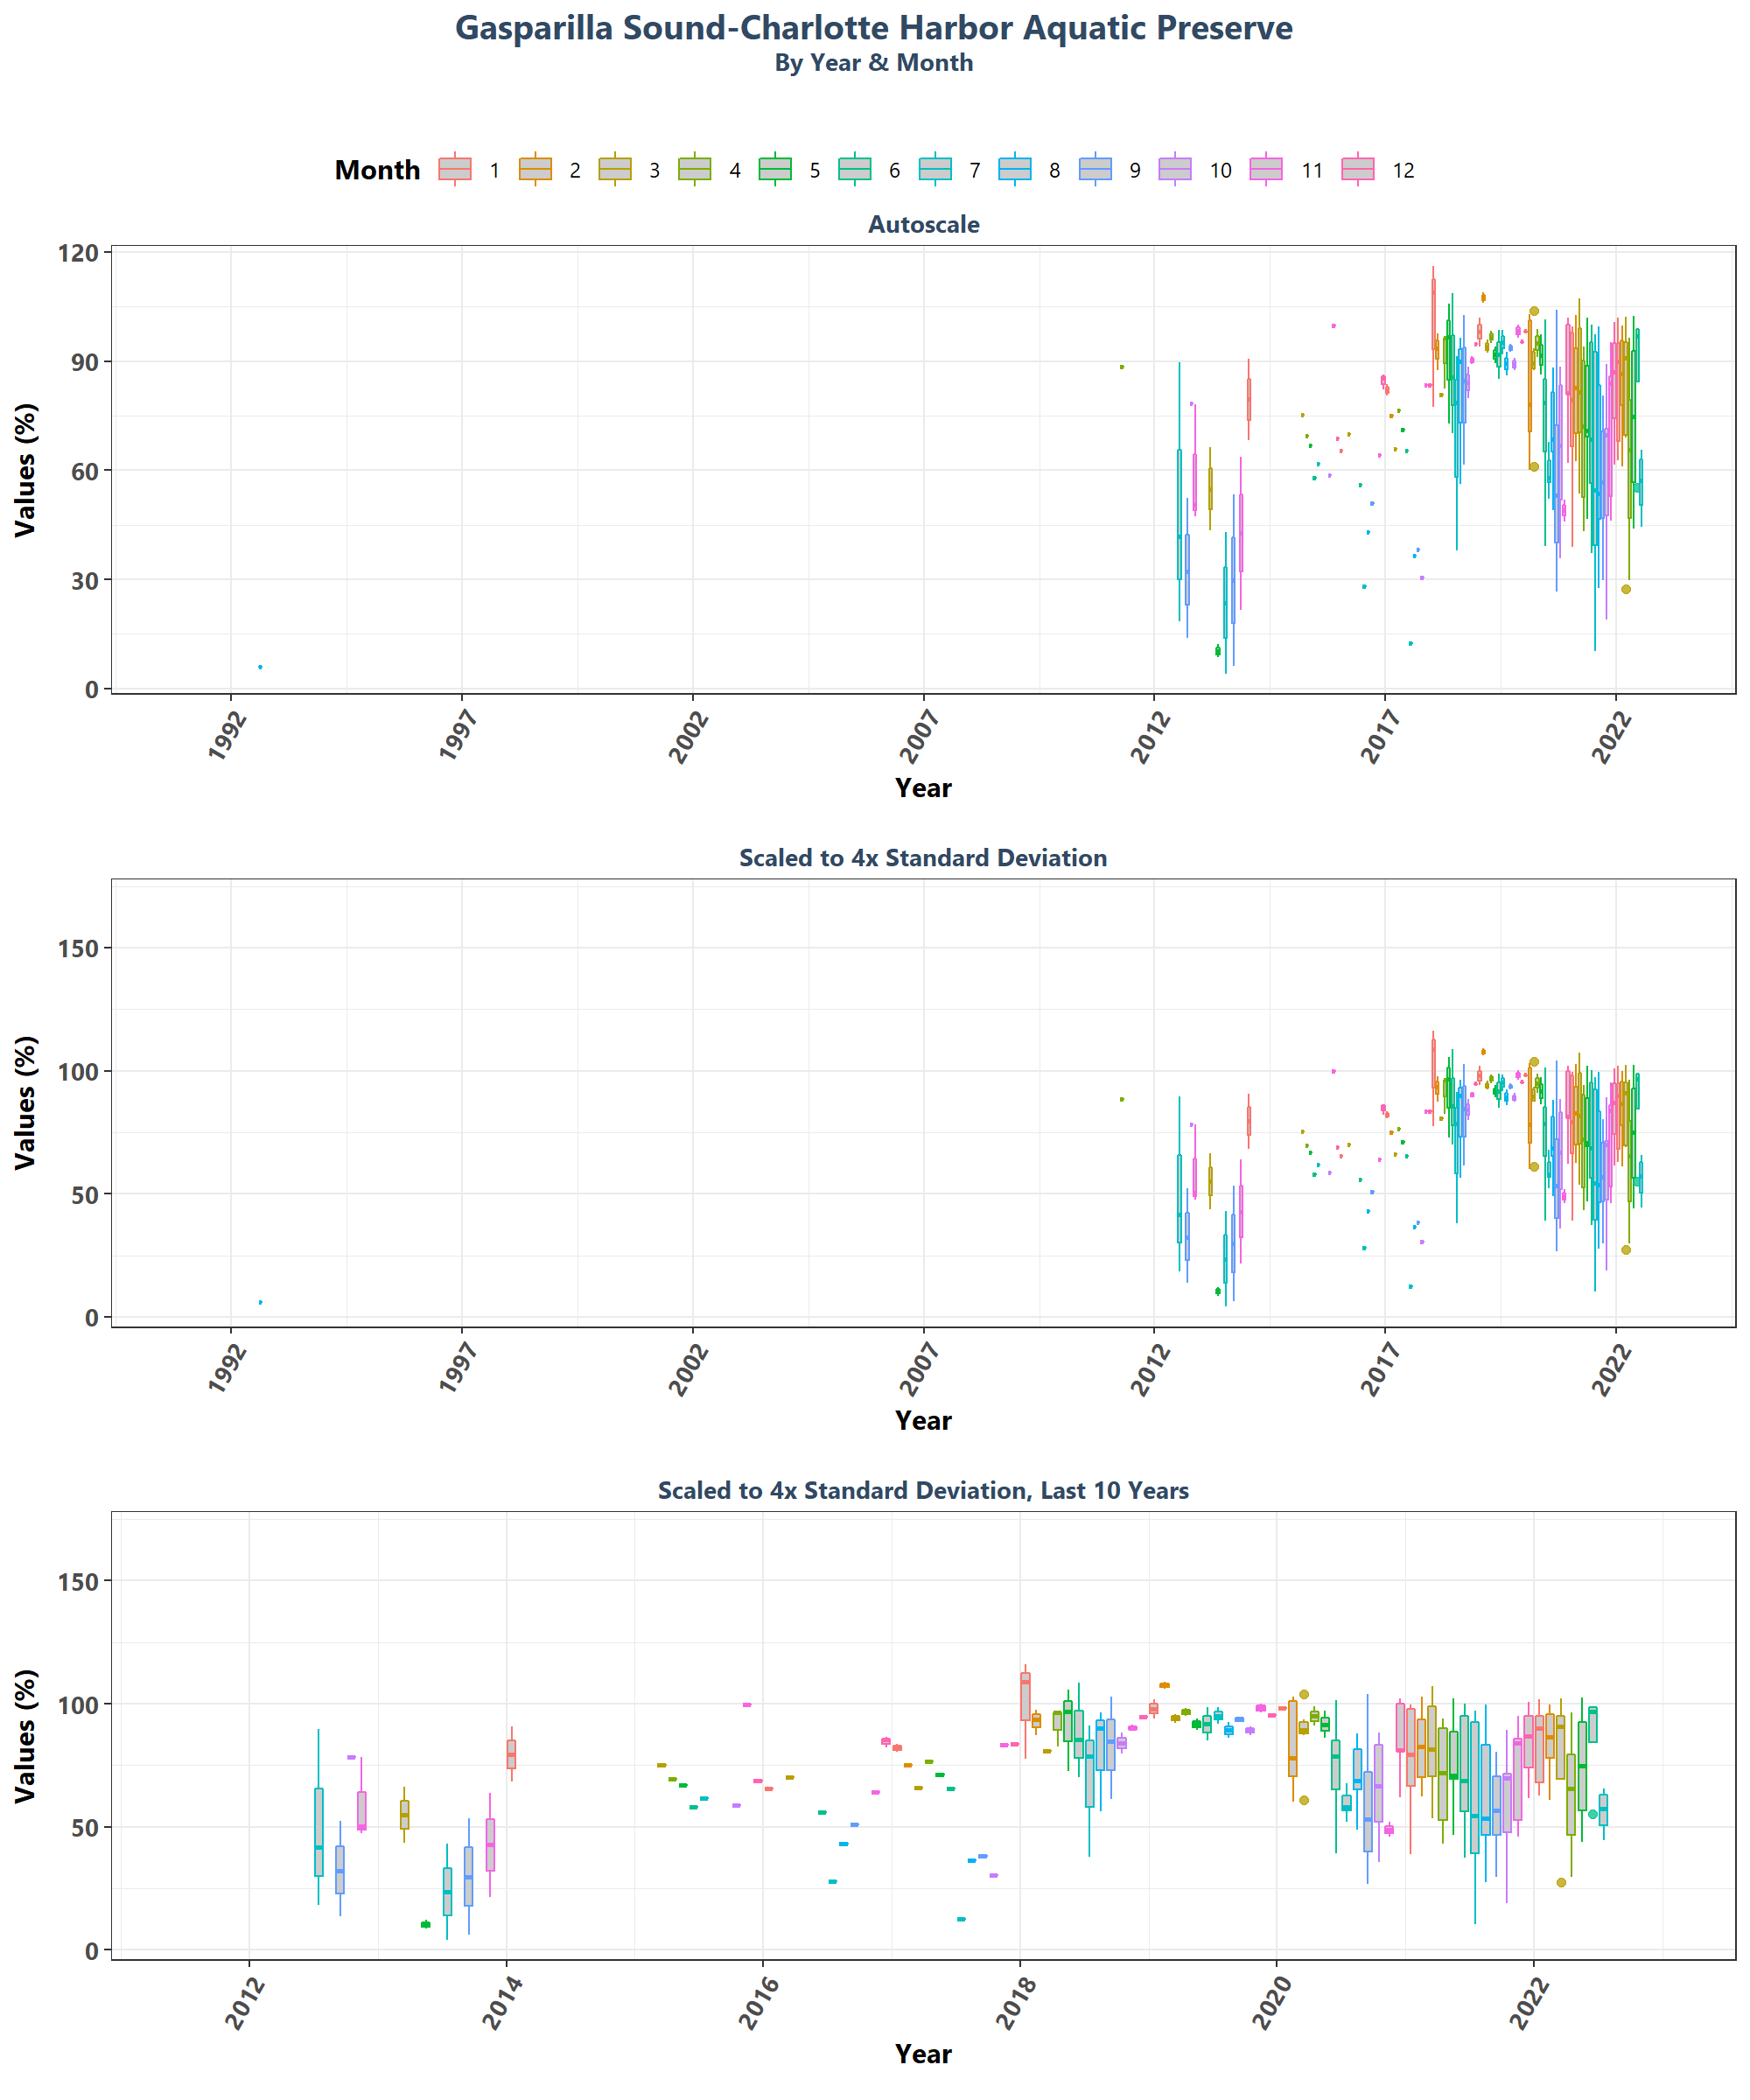 Gasparilla Sound-Charlotte Harbor Aquatic Preserve
By Year & Month
Month 1 2 3 4 5 6 7 8 9 10 11 12
Autoscale
Values (%)
120
90
60
30
0
1992 1997 2002 2007 2012 2017 2022
Year
Scaled to 4x Standard Deviation
Values (%)
150
100
50
0
1992 1997 2002 2007 2012 2017 2022
Year
Scaled to 4x Standard Deviation, Last 10 Years
Values (%)
150
100
50
0
2012 2014 2016 2018 2020 2022
Year